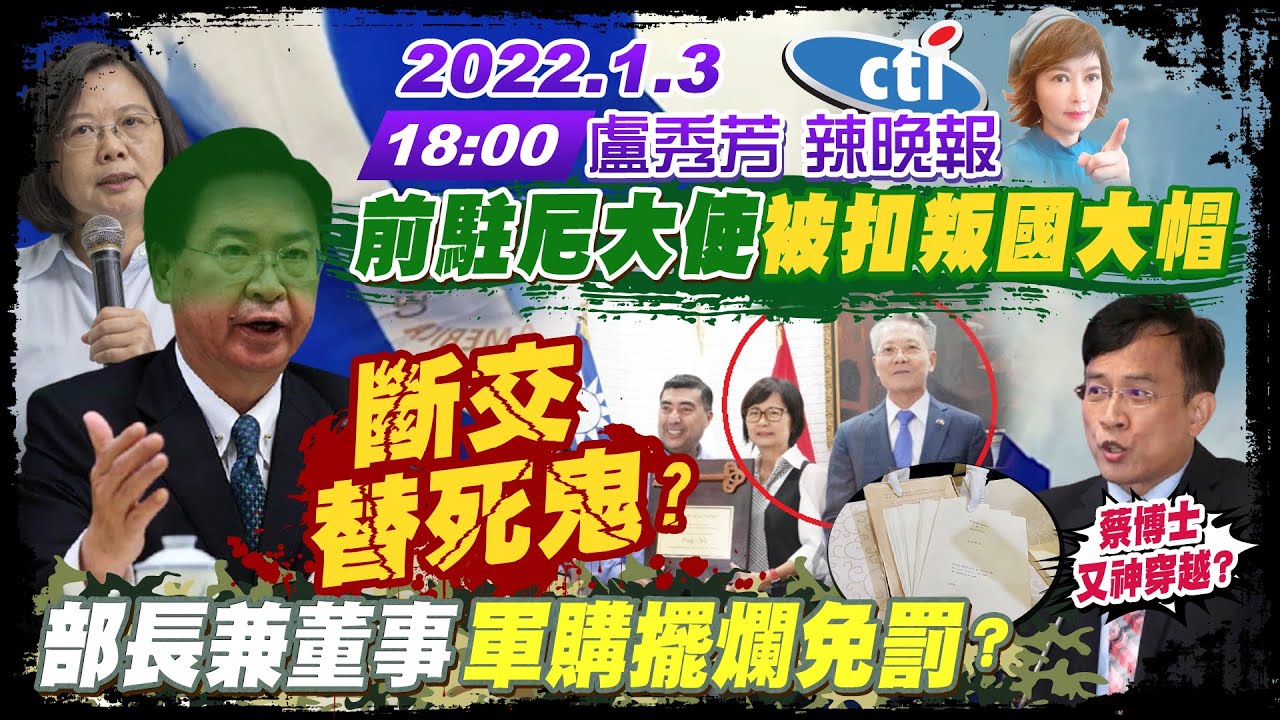 2022.1.3
cti
18:00 盧秀芳 辣晚報
前駐尼大使被扣叛國大帽
斷交
替死鬼?
蔡博士
又神穿越?
部長兼董事 軍購擺爛免罰?